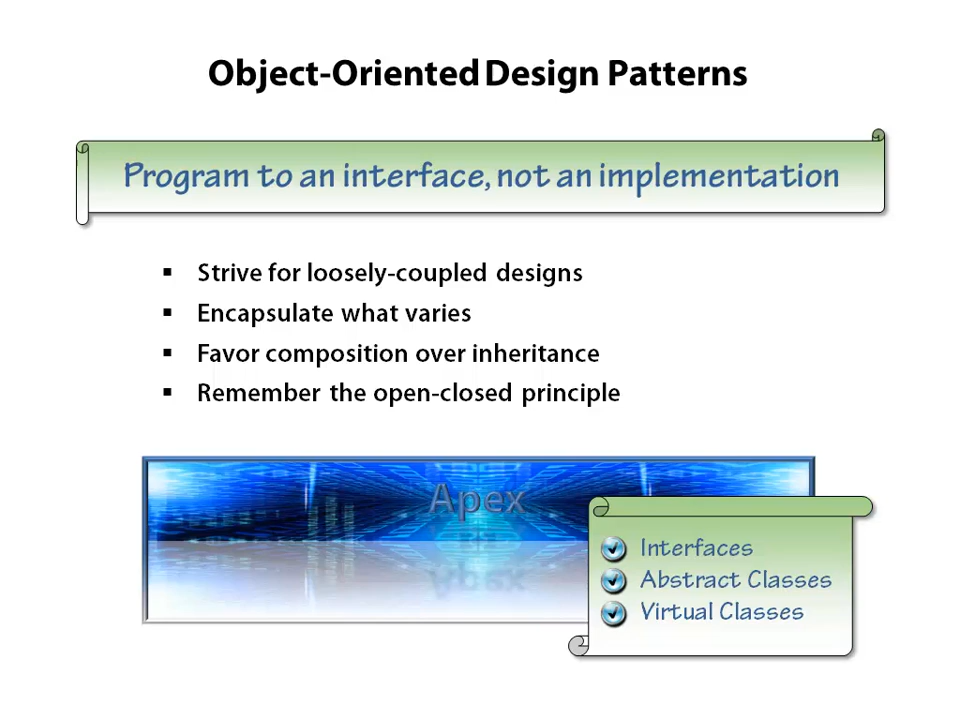 Object-Oriented Design Patterns
Program to an interface, not an implementation
▪ Strive for loosely-coupled designs
▪ Encapsulate what varies
▪ Favor composition over inheritance
▪ Remember the open-closed principle
Apex
Interfaces
Abstract Classes
Virtual Classes